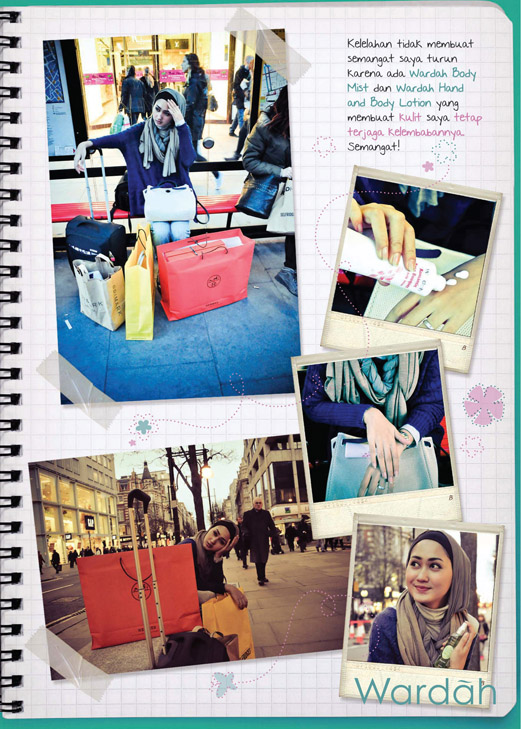 Kelelahan tidak membuat
semangat saya turun
karena ada Wardah Body
Mist dan Wardah Hand
and Body Lotion yang
membuat kulit saya tetap
terjaga kelembabannya.
Semangat!
Wardãh